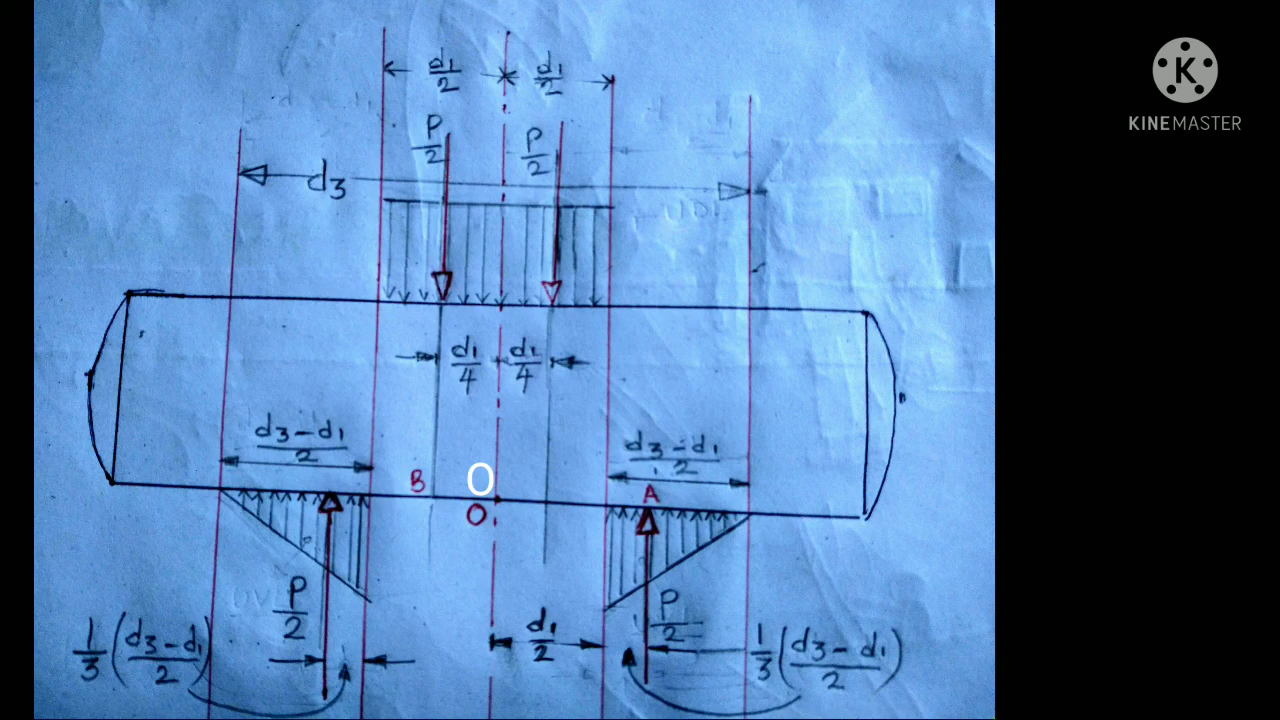 d₁/2 d₁/2
K
KINEMASTER
P/2 P/2
d₃
d₁/4 d₁/4
(d₃-d₁)/2 (d₃-d₁)/2
B O A
O
P/2 d₁/2 P/2
1/3((d₃-d₁)/2) 1/3((d₃-d₁)/2)